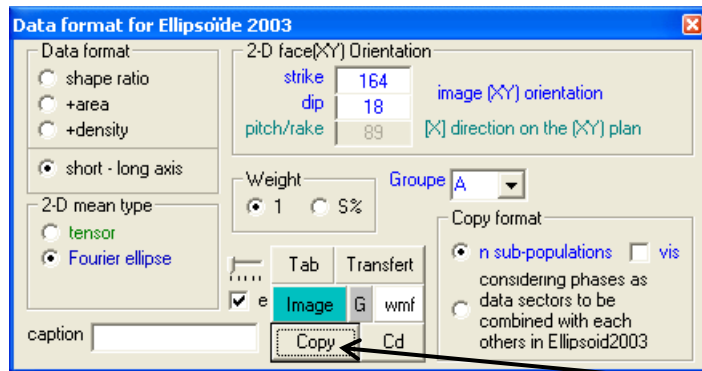 Data format for Ellipsoïde 2003
Data format
shape ratio
+area
+density
short - long axis
2-D mean type
tensor
Fourier ellipse
caption
2-D face(XY) Orientation
strike 164
dip 18
pitch/rake 89
image (XY) orientation
[X] direction on the (XY) plan
Weight
1 S%
Groupe A
Tab Transfert
e Image G wmf
Copy Cd
Copy format
n sub-populations vis
considering phases as
data sectors to be
combined with each
others in Ellipsoid2003